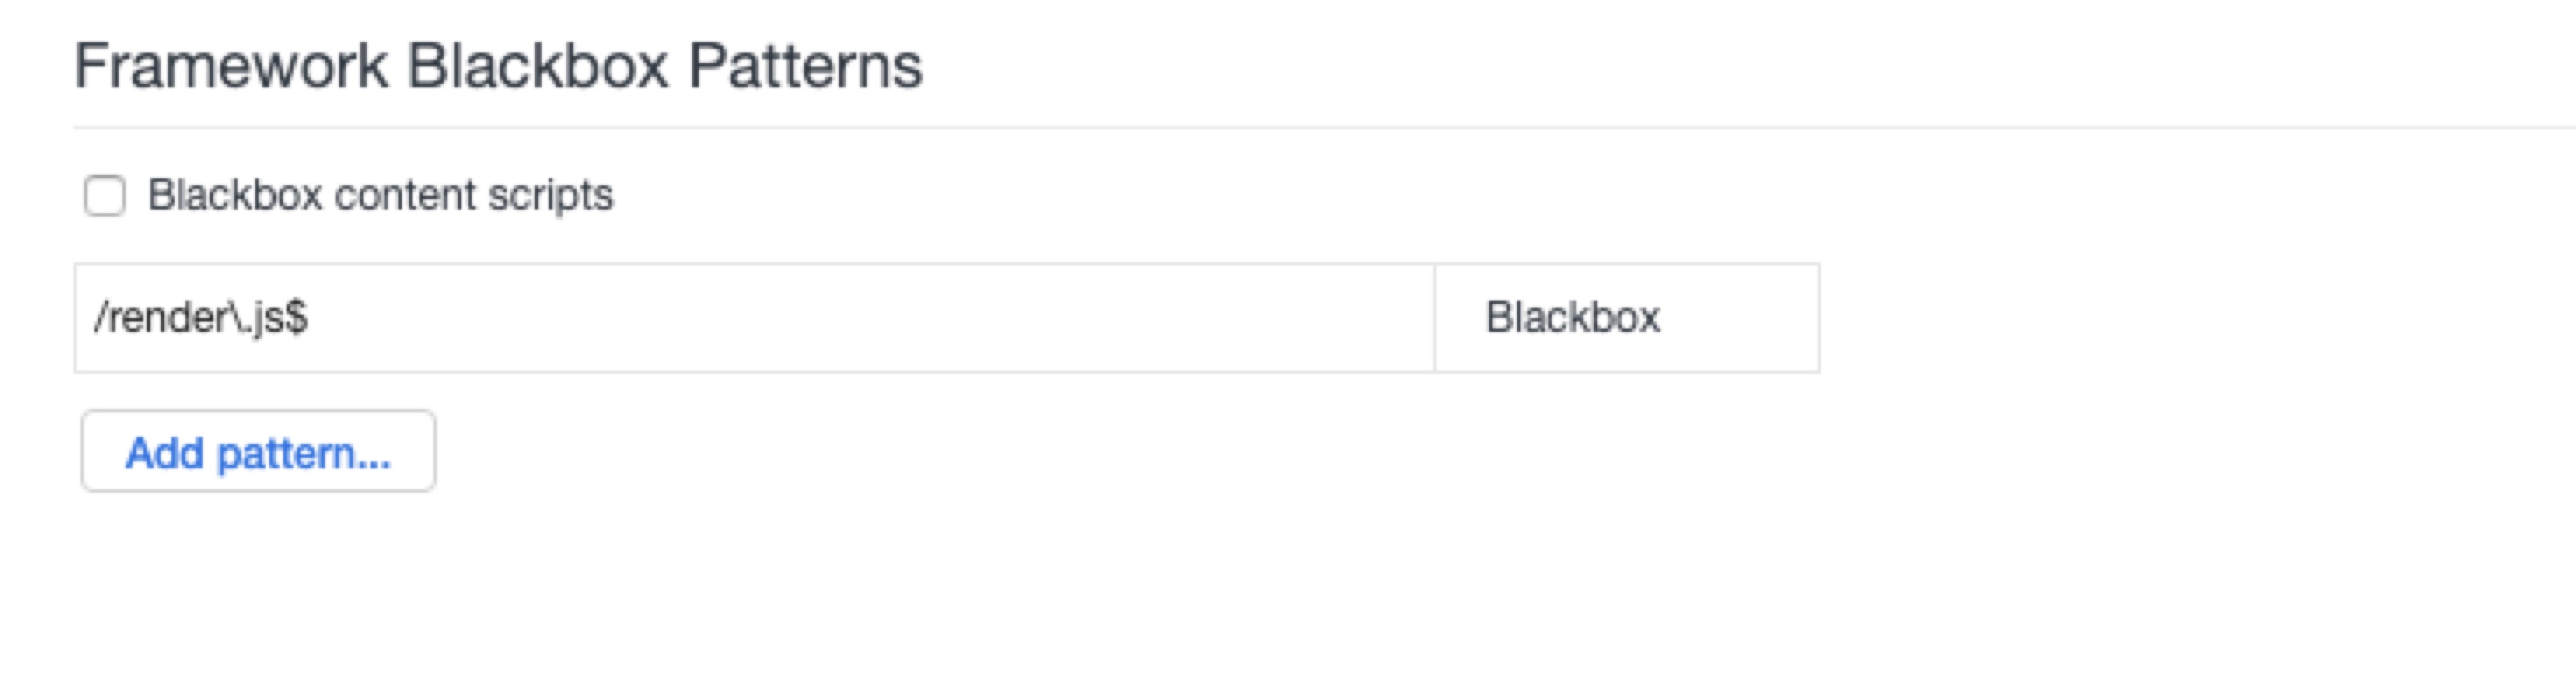 Framework Blackbox Patterns
Blackbox content scripts
/render\.js$ Blackbox
Add pattern...